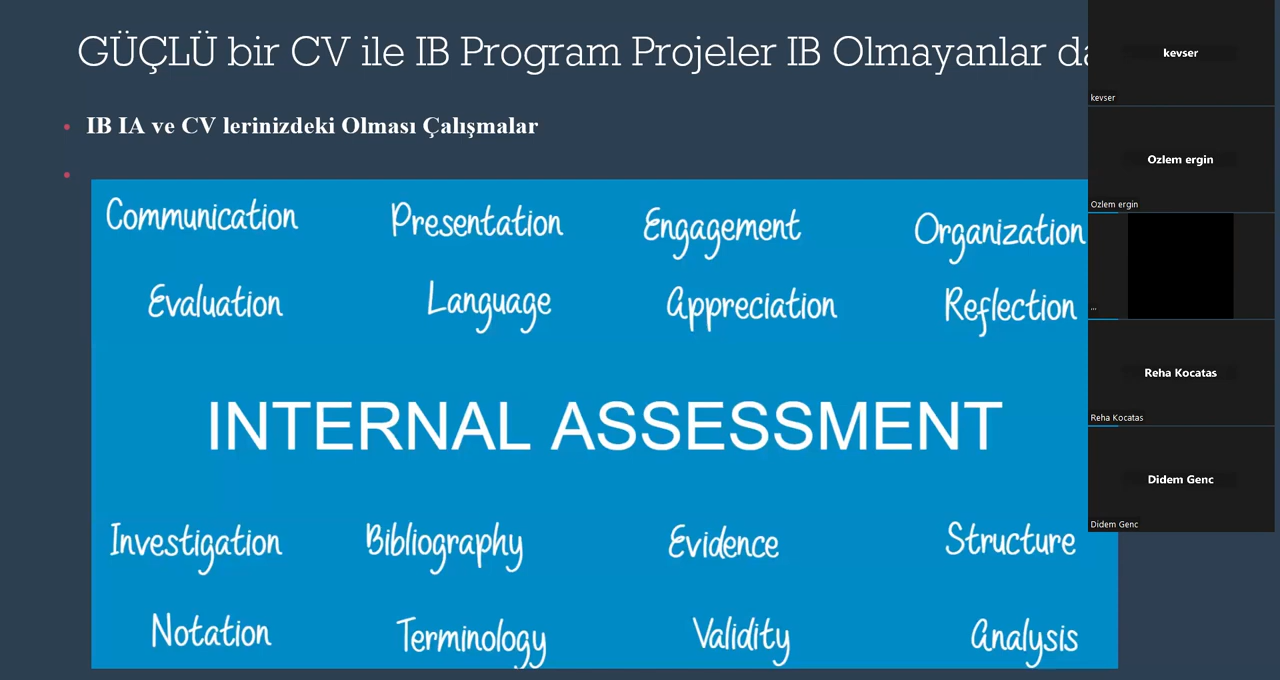 GÜÇLÜ bir CV ile IB Program Projeler IB Olmayanlar da
IB IA ve CV lerinizdeki Olması Çalışmalar
Communication Presentation Engagement Organization
Evaluation Language Appreciation Reflection
INTERNAL ASSESSMENT
Investigation Bibliography Evidence Structure
Notation Terminology Validity Analysis
kevser
kevser
Ozlem ergin
Ozlem ergin
...
Reha Kocatas
Reha Kocatas
Didem Genc
Didem Genc